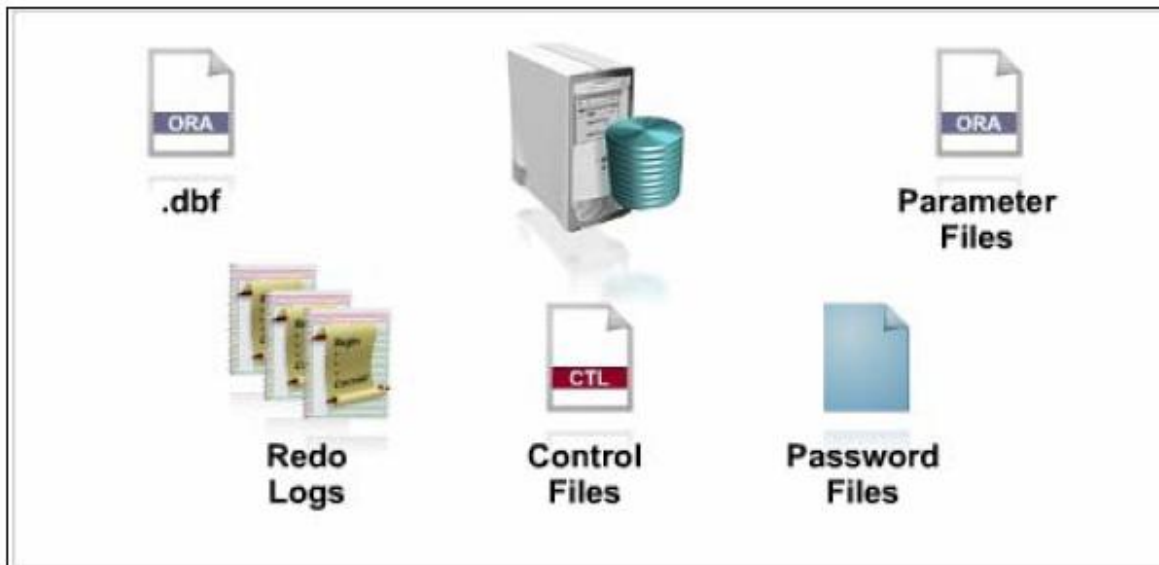 ORA
.dbf
ORA
Parameter
Files
Redo
Logs
CTL
Control
Files
Password
Files